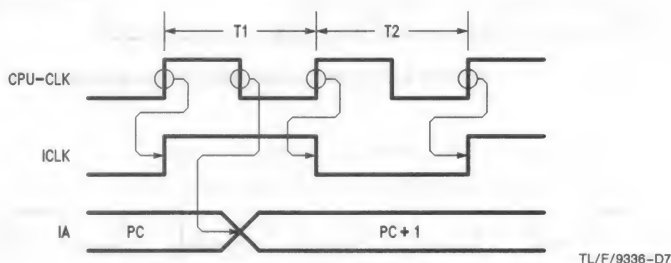 T1 T2
CPU-CLK
ICLK
IA PC PC + 1
TL/F/9336-D7